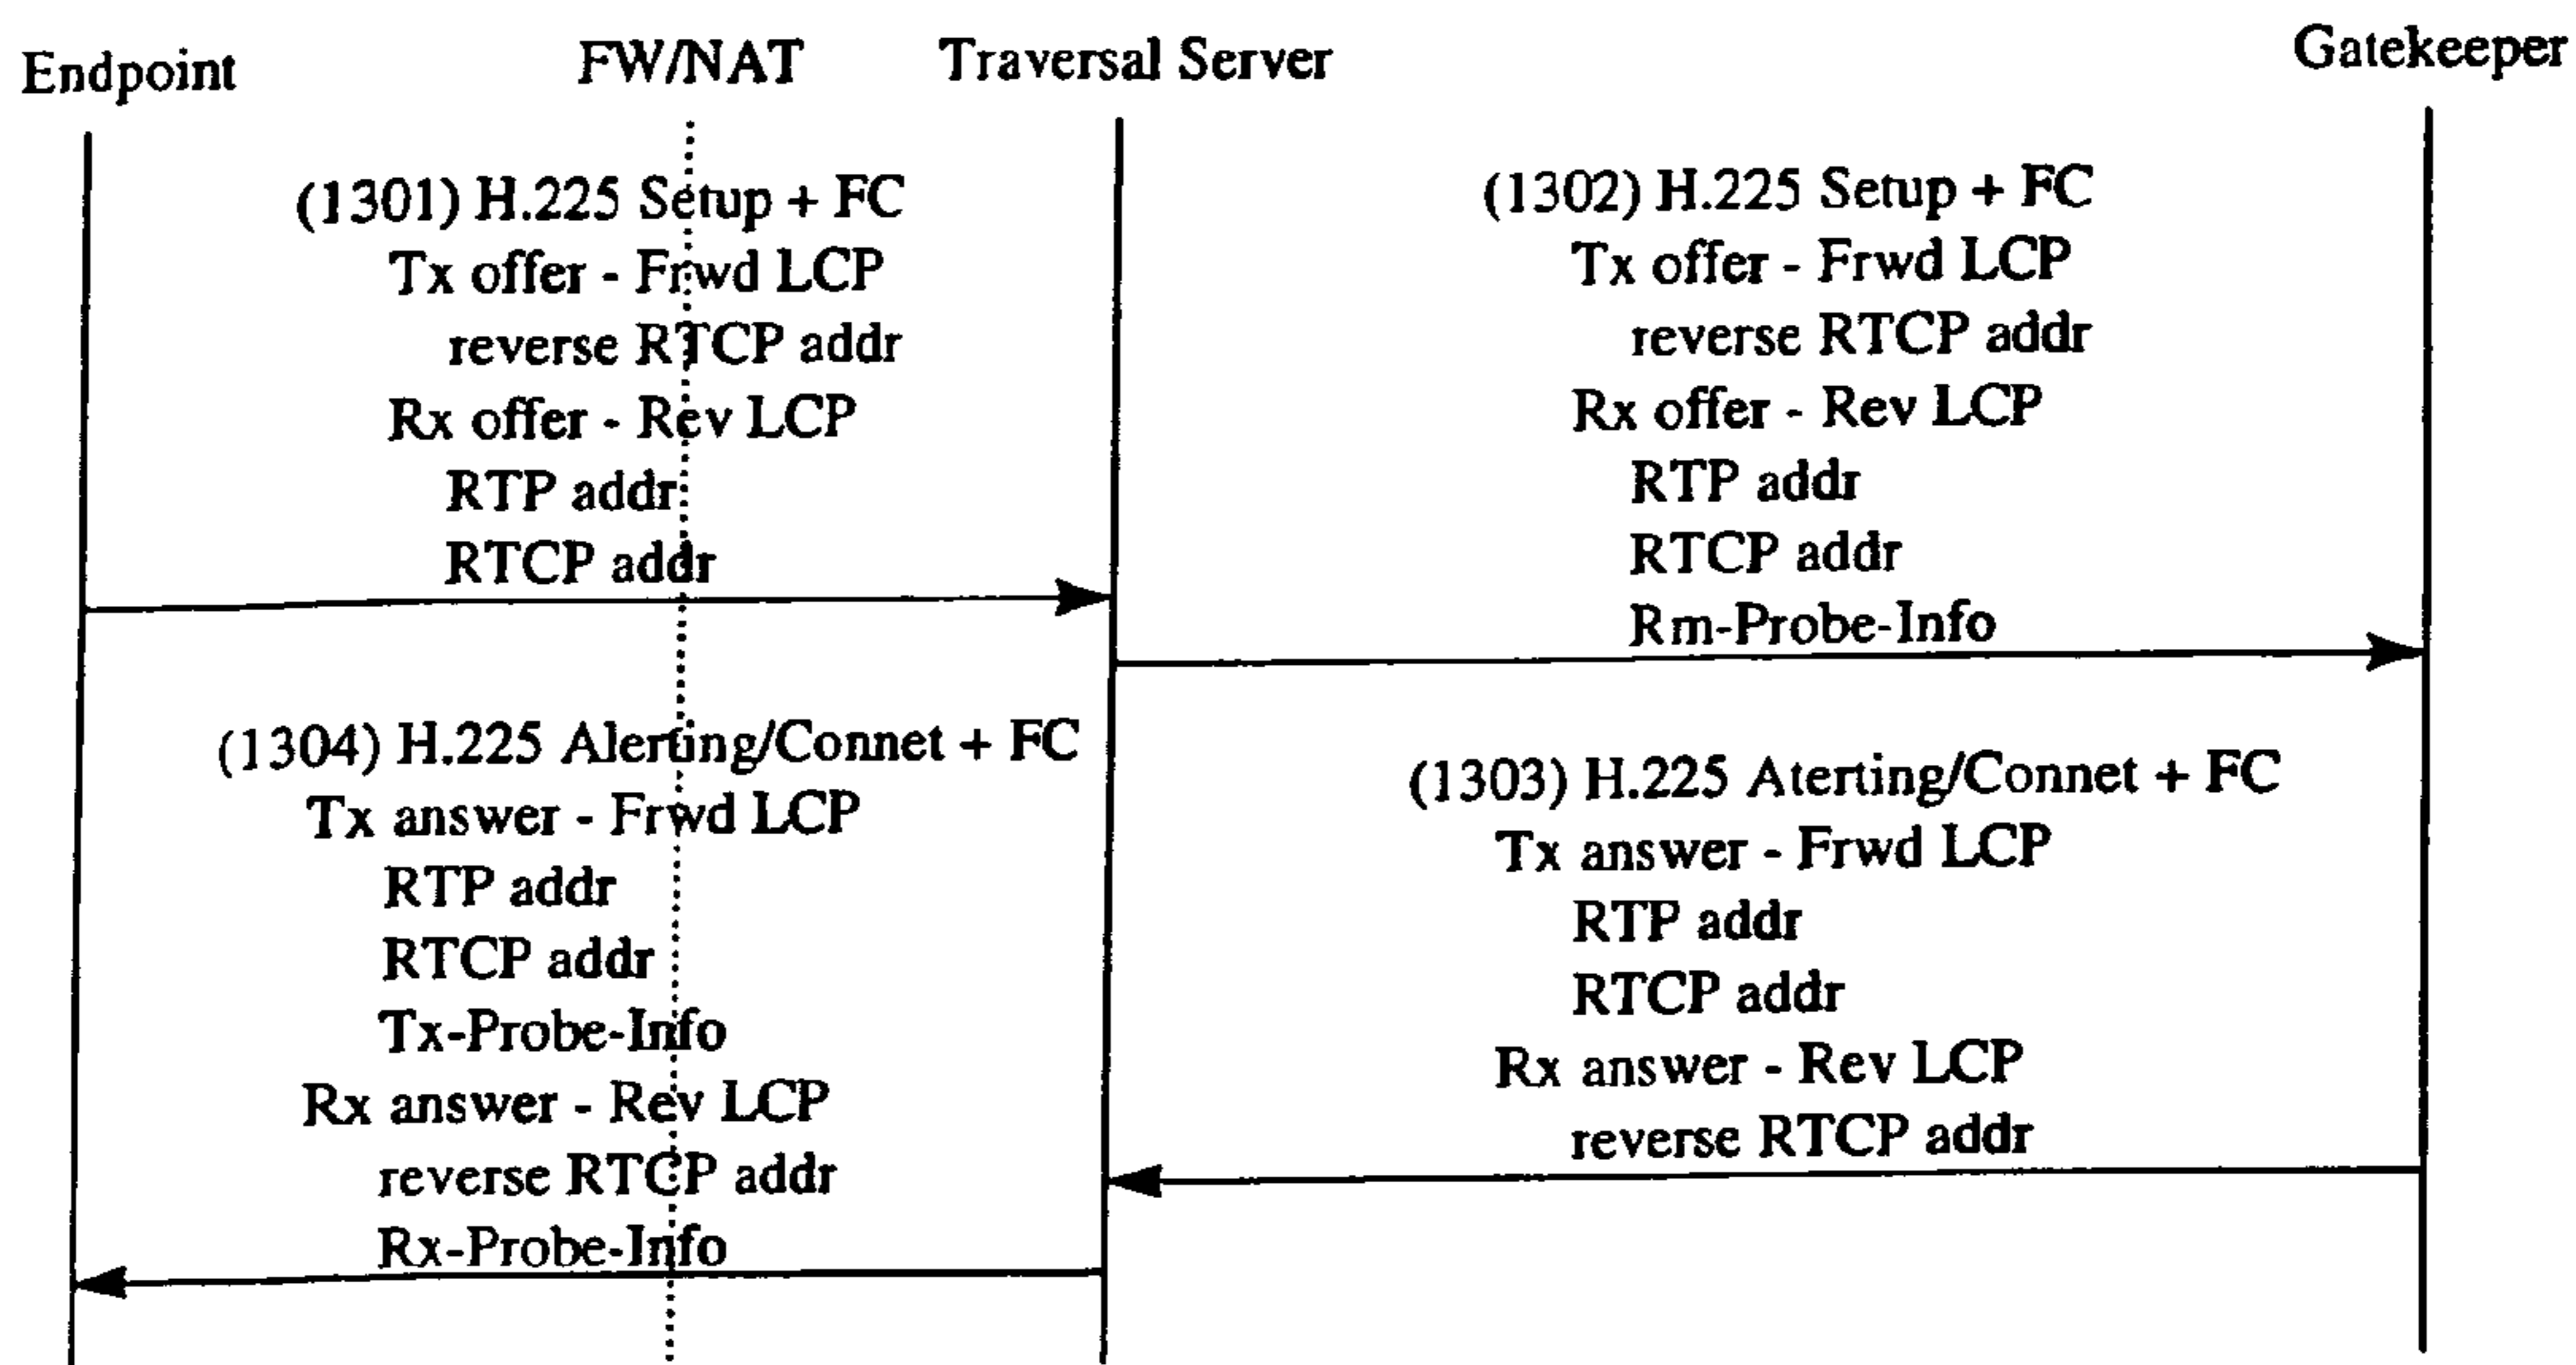 Endpoint
FW/NAT
Traversal Server
Gatekeeper
(1301) H.225 Setup + FC
Tx offer - Frwd LCP
reverse RTCP addr
Rx offer - Rev LCP
RTP addr
RTCP addr
(1302) H.225 Setup + FC
Tx offer - Frwd LCP
reverse RTCP addr
Rx offer - Rev LCP
RTP addr
RTCP addr
Rm-Probe-Info
(1304) H.225 Alerting/Connet + FC
Tx answer - Frwd LCP
RTP addr
RTCP addr
Tx-Probe-Info
Rx answer - Rev LCP
reverse RTCP addr
Rx-Probe-Info
(1303) H.225 Aterting/Connet + FC
Tx answer - Frwd LCP
RTP addr
RTCP addr
Rx answer - Rev LCP
reverse RTCP addr